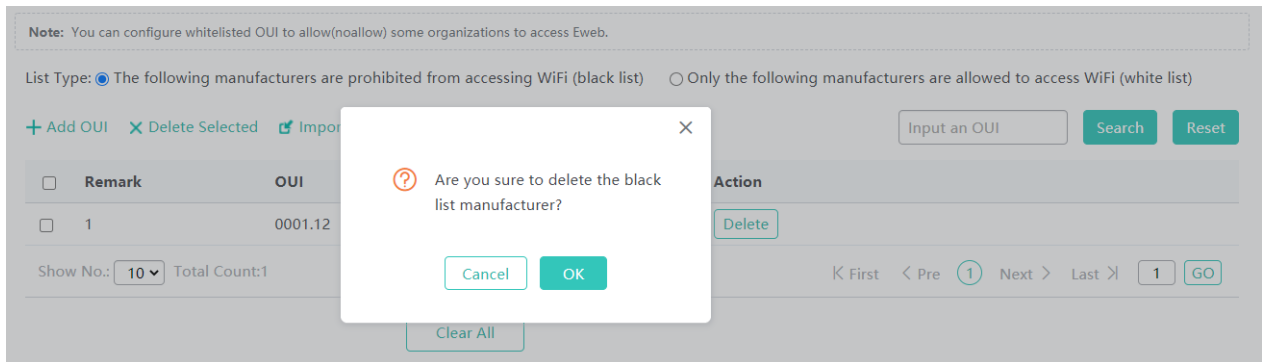 Note: You can configure whitelisted OUI to allow(noallow) some organizations to access Eweb.
List Type: The following manufacturers are prohibited from accessing WiFi (black list) Only the following manufacturers are allowed to access WiFi (white list)
Add OUI Delete Selected Impor Input an OUI Search Reset
Remark OUI Action
1 0001.12 Delete
Are you sure to delete the black
list manufacturer?
Cancel OK
Show No.: 10 Total Count:1 First Pre 1 Next Last 1 GO
Clear All